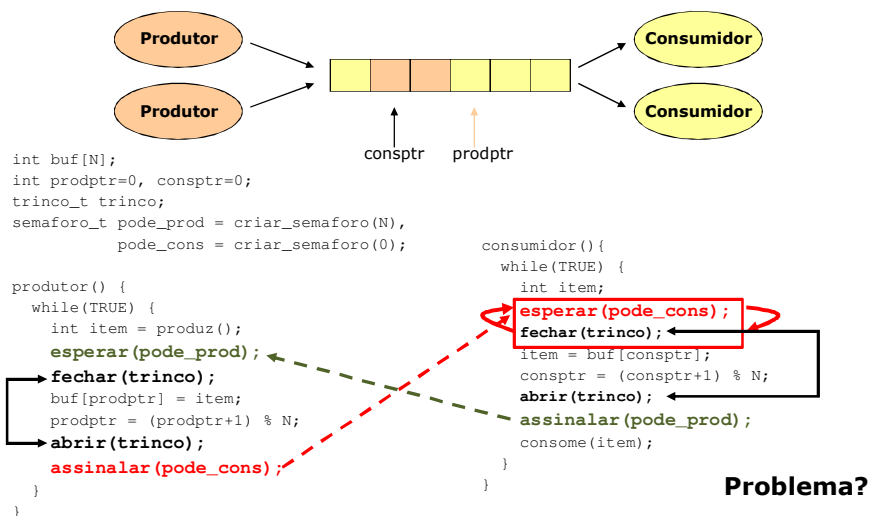 Produtor
Consumidor
Produtor
Consumidor
consptr
prodptr
int buf[N];
int prodptr=0, consptr=0;
trinco_t trinco;
semaforo_t pode_prod = criar_semaforo(N),
pode_cons = criar_semaforo(0);
produtor() {
while(TRUE) {
int item = produz();
esperar(pode_prod);
fechar(trinco);
buf[prodptr] = item;
prodptr = (prodptr+1) % N;
abrir(trinco);
assinalar(pode_cons);
}
}
consumidor(){
while(TRUE) {
int item;
esperar(pode_cons);
fechar(trinco);
item = buf[consptr];
consptr = (consptr+1) % N;
abrir(trinco);
assinalar(pode_prod);
consome(item);
}
}
Problema?